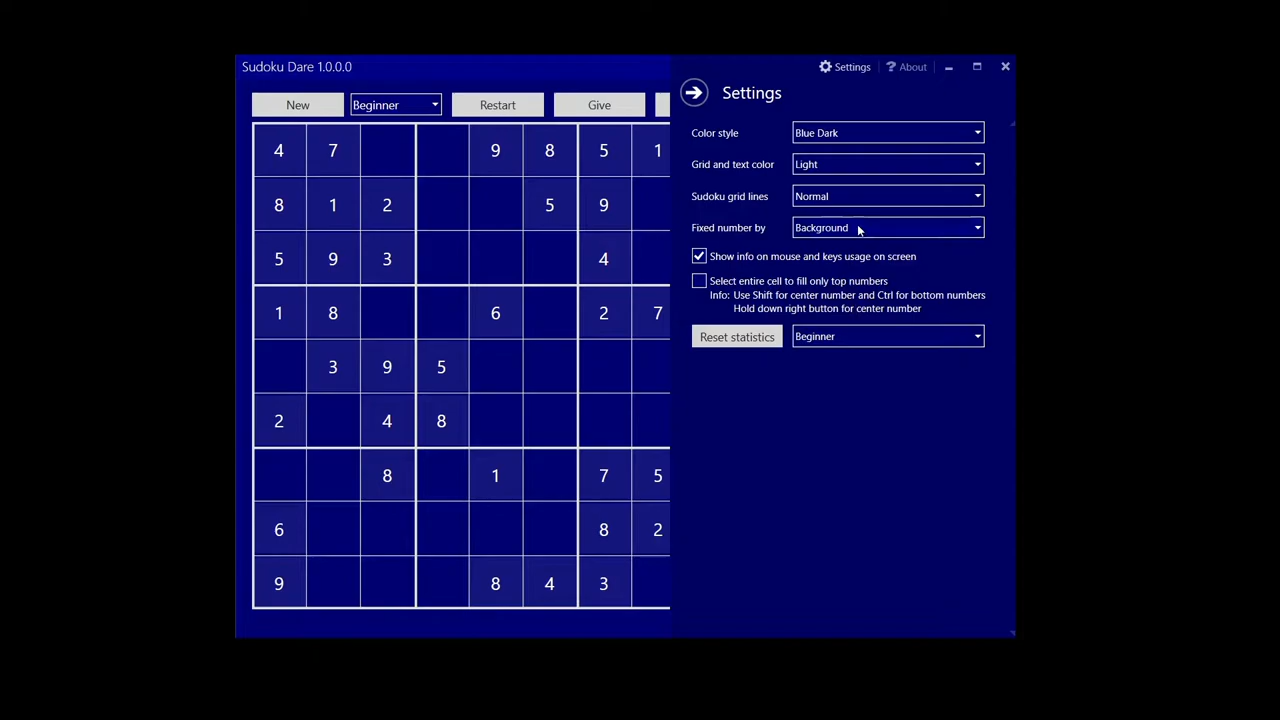 Sudoku Dare 1.0.0.0
Settings
? About
New
Beginner
Restart
Give
Settings
Color style
Blue Dark
Grid and text color
Light
Sudoku grid lines
Normal
Fixed number by
Background
Show info on mouse and keys usage on screen
Select entire cell to fill only top numbers
Info: Use Shift for center number and Ctrl for bottom numbers
Hold down right button for center number
Reset statistics
Beginner
4 7 9 8 5 1
8 1 2 5 9
5 9 3 4
1 8 6 2 7
3 9 5
2 4 8
8 1 7 5
6 8 2
9 8 4 3